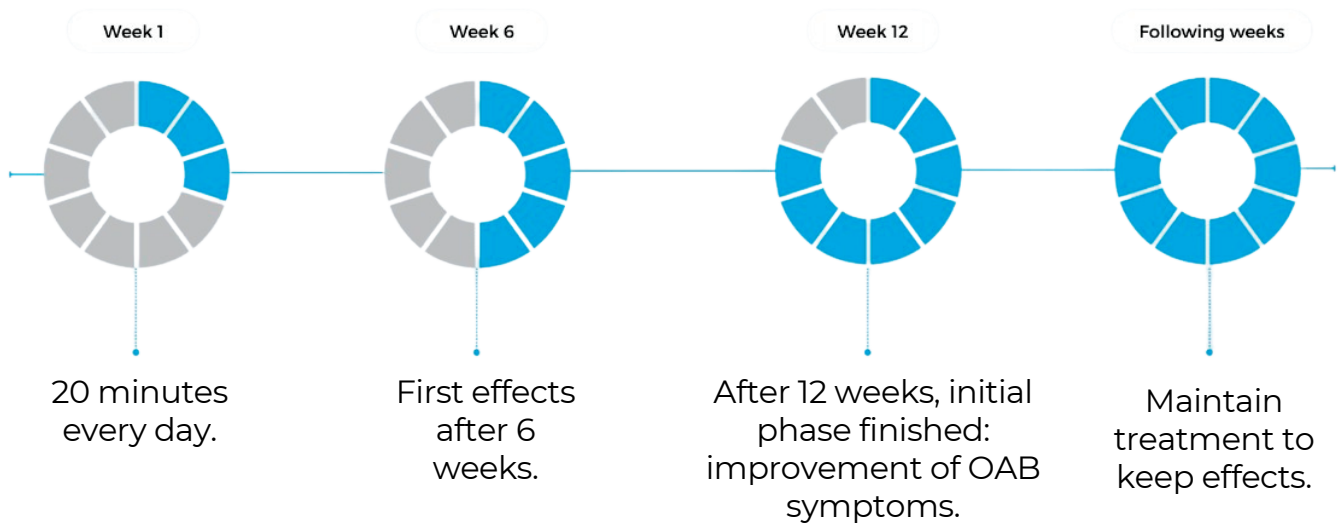 Week 1
Week 6
Week 12
Following weeks
20 minutes
every day.
First effects
after 6
weeks.
After 12 weeks, initial
phase finished:
improvement of OAB
symptoms.
Maintain
treatment to
keep effects.